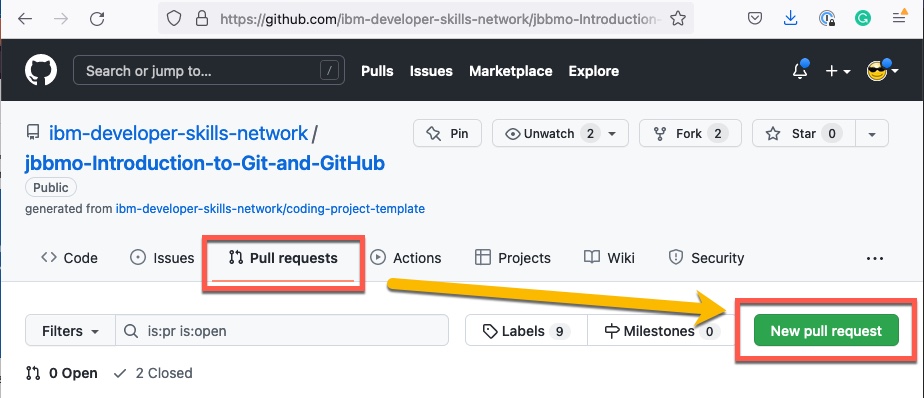 https://github.com/ibm-developer-skills-network/jbbmo-Introduction-
Search or jump to... /
Pulls Issues Marketplace Explore
ibm-developer-skills-network /
Pin Unwatch 2 Fork 2 Star 0
jbbmo-Introduction-to-Git-and-GitHub
Public
generated from ibm-developer-skills-network/coding-project-template
Code Issues Pull requests Actions Projects Wiki Security ...
Filters is:pr is:open Labels 9 Milestones 0 New pull request
0 Open 2 Closed